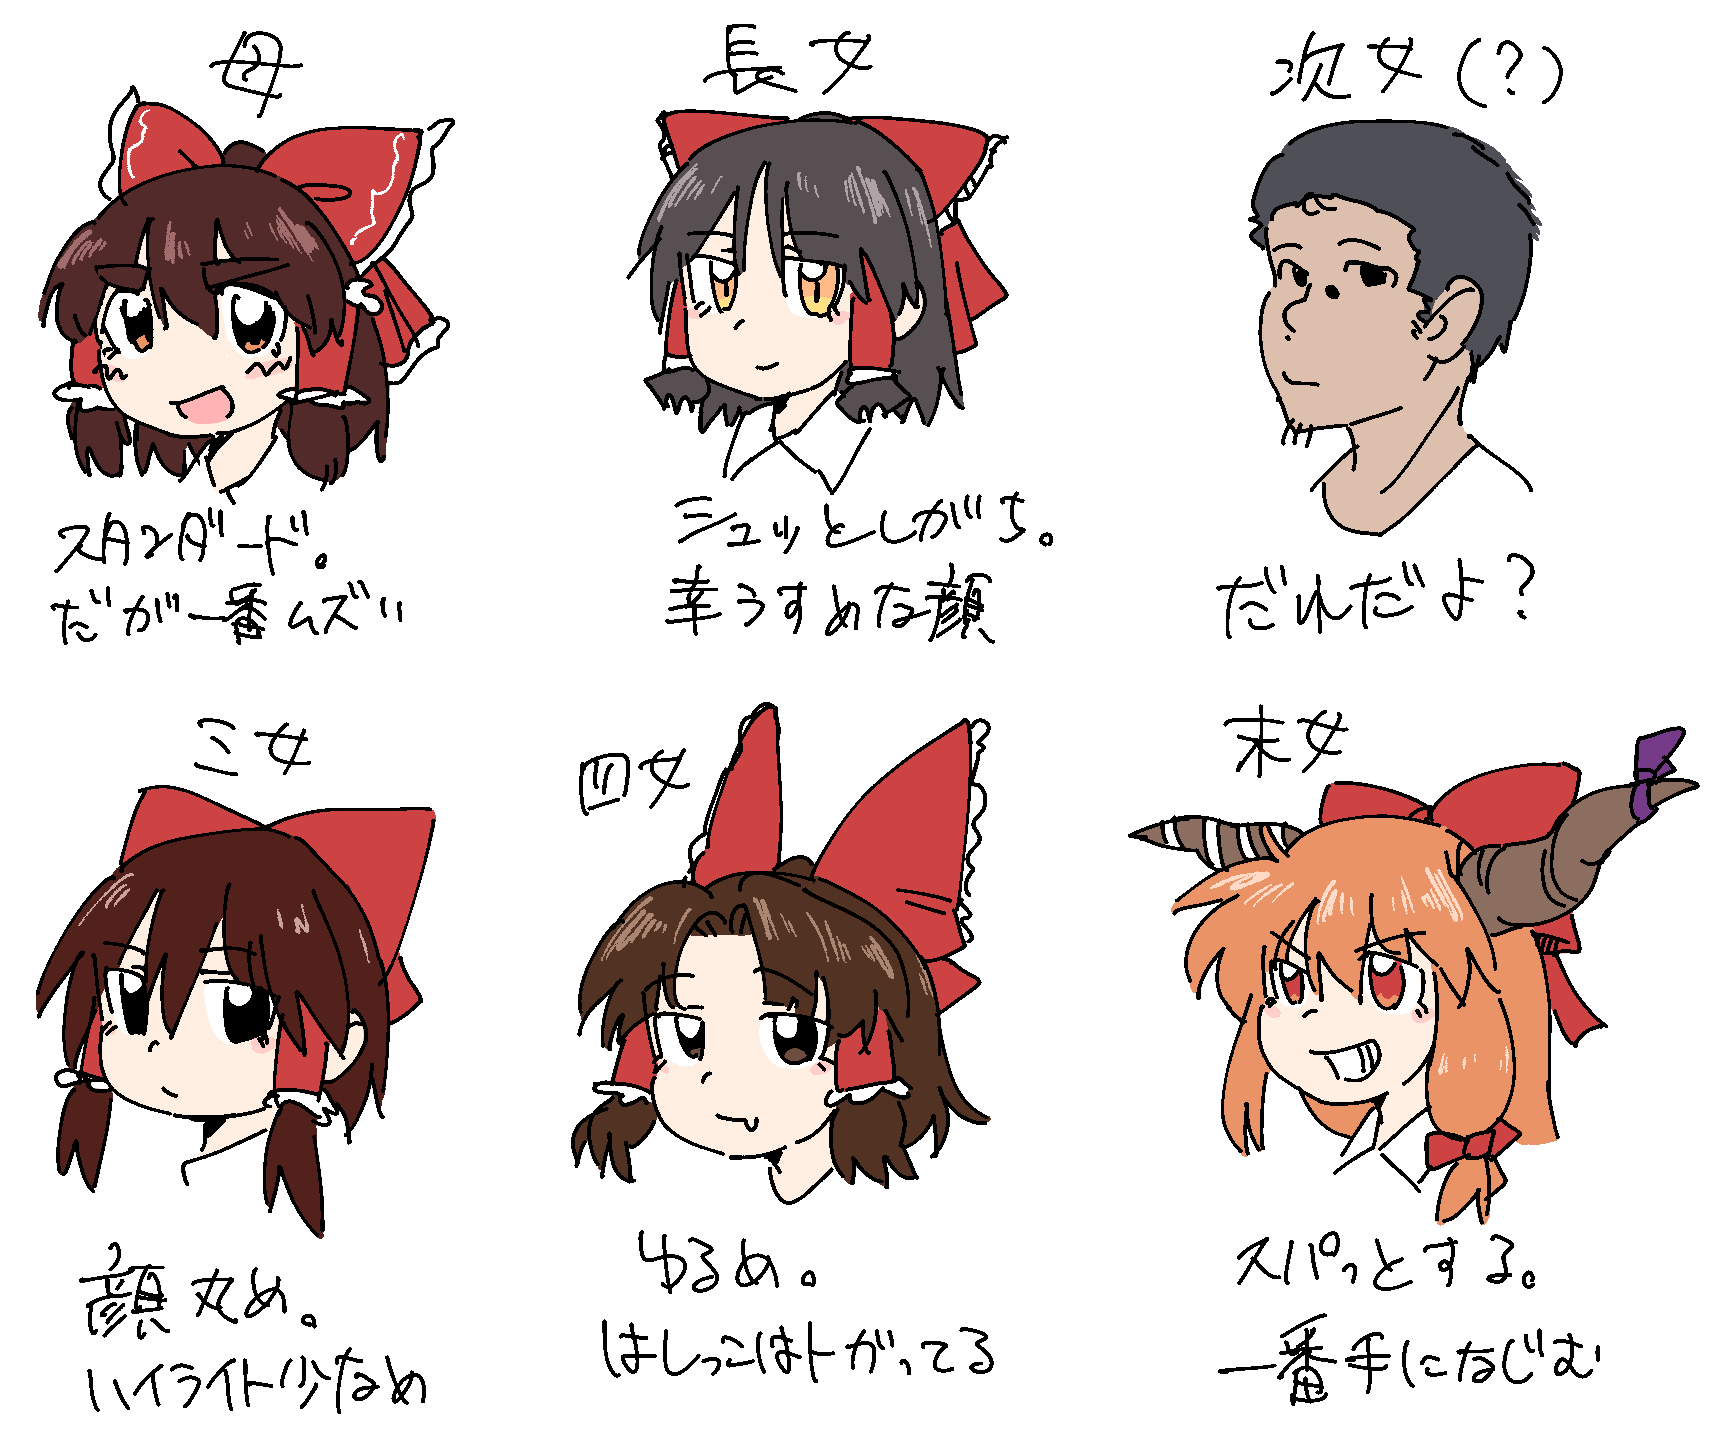 母
スタンダード。
だが一番ムズい
長女
シュッとしがち。
幸うすめな顔
次女(?)
だれだよ?
三女
顔丸め。
ハイライト少なめ
四女
ゆるめ。
はしっこはトがってる
末女
スパっとする。
一番手になじむ